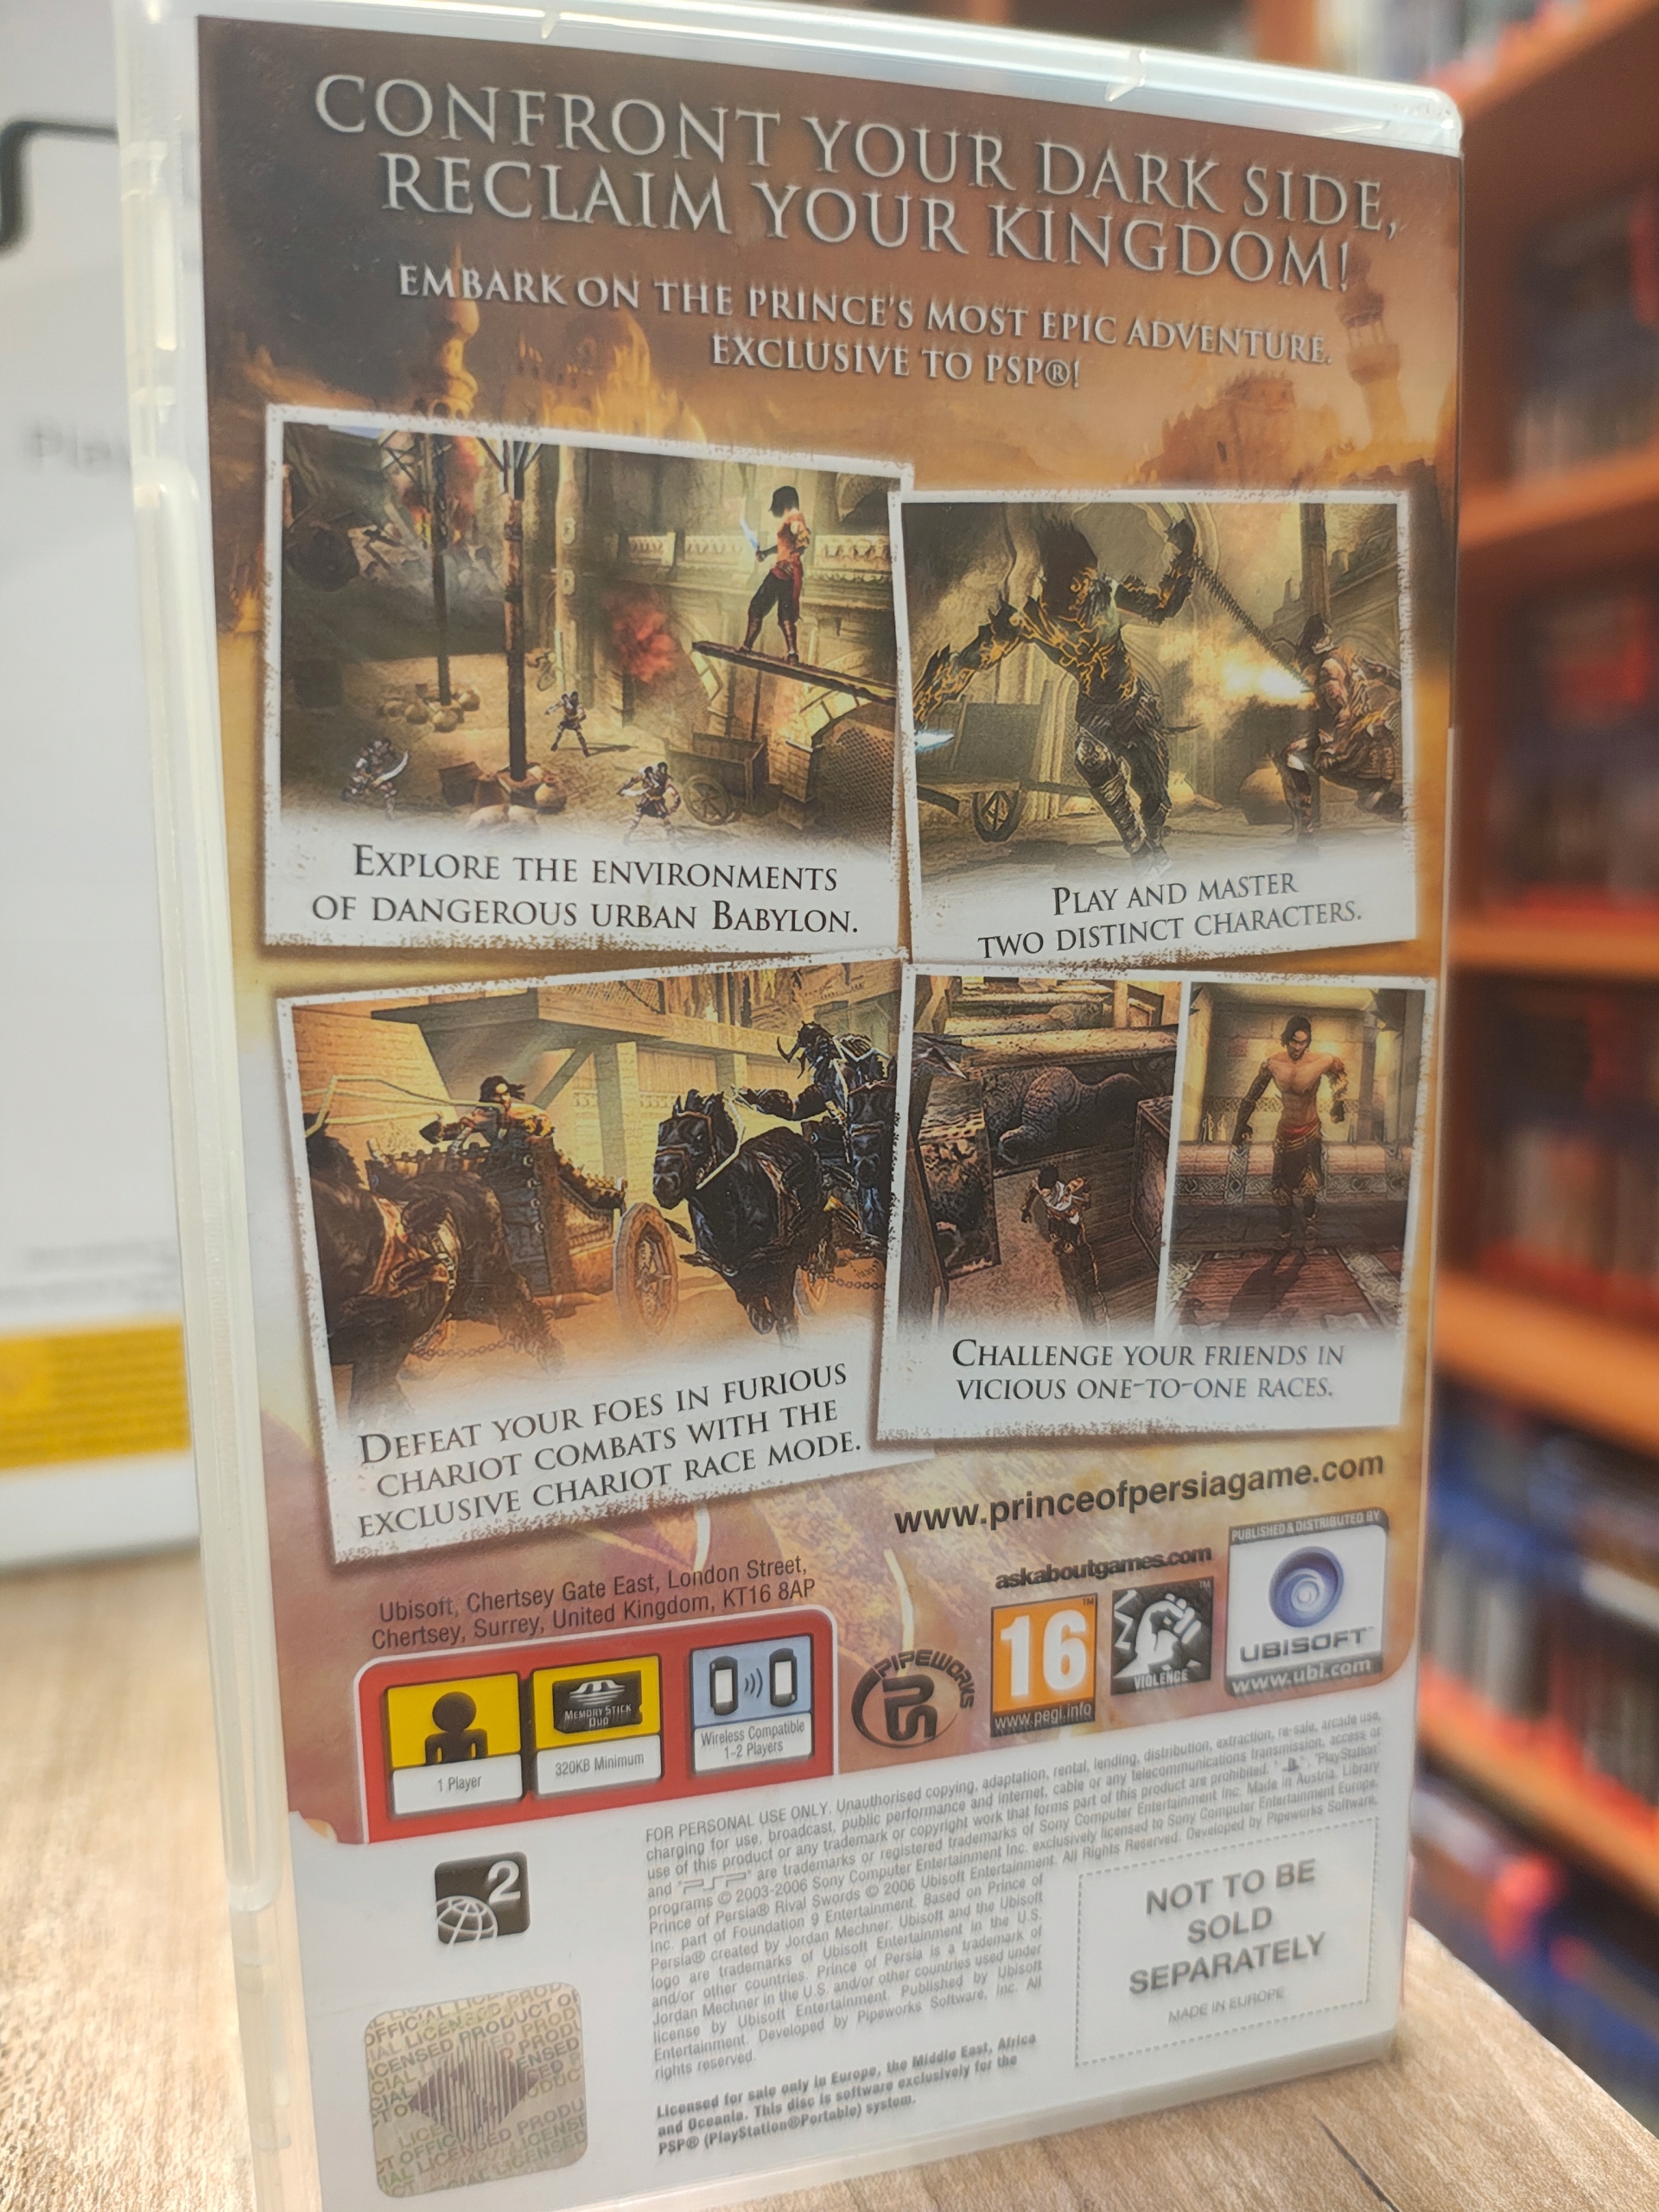 CONFRONT YOUR DARK SIDE,
RECLAIM YOUR KINGDOM!
EMBARK ON THE PRINCE'S MOST EPIC ADVENTURE.
EXCLUSIVE TO PSP®!
EXPLORE THE ENVIRONMENTS
OF DANGEROUS URBAN BABYLON.
PLAY AND MASTER
TWO DISTINCT CHARACTERS.
DEFEAT YOUR FOES IN FURIOUS
CHARIOT COMBATS WITH THE
EXCLUSIVE CHARIOT RACE MODE.
CHALLENGE YOUR FRIENDS IN
VICIOUS ONE-TO-ONE RACES.
www.princeofpersiagame.com
Ubisoft, Chertsey Gate East, London Street,
Chertsey, Surrey, United Kingdom, KT16 8AP
1 Player
MEMORY STICK
DUO
320KB Minimum
Wireless Compatible
1-2 Players
PIPEWORKS
askaboutgames.com
16
www.pegi.info
VIOLENCE
PUBLISHED & DISTRIBUTED BY
UBISOFT
www.ubi.com
2
FOR PERSONAL USE ONLY. Unauthorised copying, adaptation, rental, lending, distribution, extraction, re-sale, arcade use,
charging for use, broadcast, public performance and internet, cable or any telecommunications transmission, access or
use of this product or any trademark or copyright work that forms part of this product are prohibited. " ", "PlayStation"
and "PSP" are trademarks or registered trademarks of Sony Computer Entertainment Inc. Made in Austria. Library
programs © 2003-2006 Sony Computer Entertainment Inc. exclusively licensed to Sony Computer Entertainment Europe.
Prince of Persia® Rival Swords © 2006 Ubisoft Entertainment. All Rights Reserved. Developed by Pipeworks Software,
Inc. part of Foundation 9 Entertainment. Based on Prince of
Persia® created by Jordan Mechner. Ubisoft and the Ubisoft
logo are trademarks of Ubisoft Entertainment in the U.S.
and/or other countries. Prince of Persia is a trademark of
Jordan Mechner in the U.S. and/or other countries used under
license by Ubisoft Entertainment. Published by Ubisoft
Entertainment. Developed by Pipeworks Software, Inc. All
rights reserved.
Licensed for sale only in Europe, the Middle East, Africa
and Oceania. This disc is software exclusively for the
PSP® (PlayStation®Portable) system.
NOT TO BE
SOLD
SEPARATELY
MADE IN EUROPE
OFFICIAL LICENSED PRODUCT